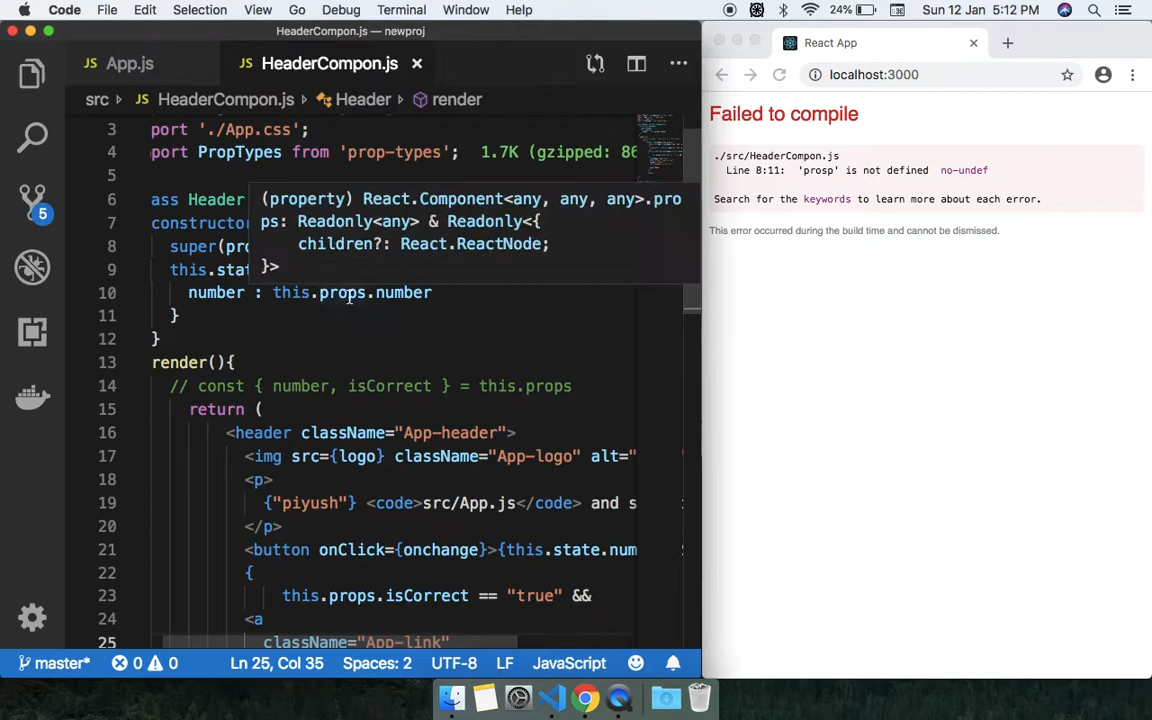 Code File Edit Selection View Go Debug Terminal Window Help 24% Sun 12 Jan 5:12 PM
HeaderCompon.js — newproj
JS App.js JS HeaderCompon.js ×
src > JS HeaderCompon.js > Header > render
3 port './App.css';
4 port PropTypes from 'prop-types'; 1.7K (gzipped: 86
5
6 ass Header
7 constructor
8 super(pro
9 this.stat
10 number : this.props.number
11 }
12 }
13 render(){
14 // const { number, isCorrect } = this.props
15 return (
16 <header className="App-header">
17 <img src={logo} className="App-logo" alt="
18 <p>
19 {"piyush"} <code>src/App.js</code> and s
20 </p>
21 <button onClick={onchange}>{this.state.num
22 {
23 this.props.isCorrect == "true" &&
24 <a
25 className="App-link"
(property) React.Component<any, any, any>.pro
ps: Readonly<any> & Readonly<{
children?: React.ReactNode;
}>
5
master* 0 0 Ln 25, Col 35 Spaces: 2 UTF-8 LF JavaScript
React App
localhost:3000
Failed to compile
./src/HeaderCompon.js
Line 8:11: 'prosp' is not defined no-undef
Search for the keywords to learn more about each error.
This error occurred during the build time and cannot be dismissed.